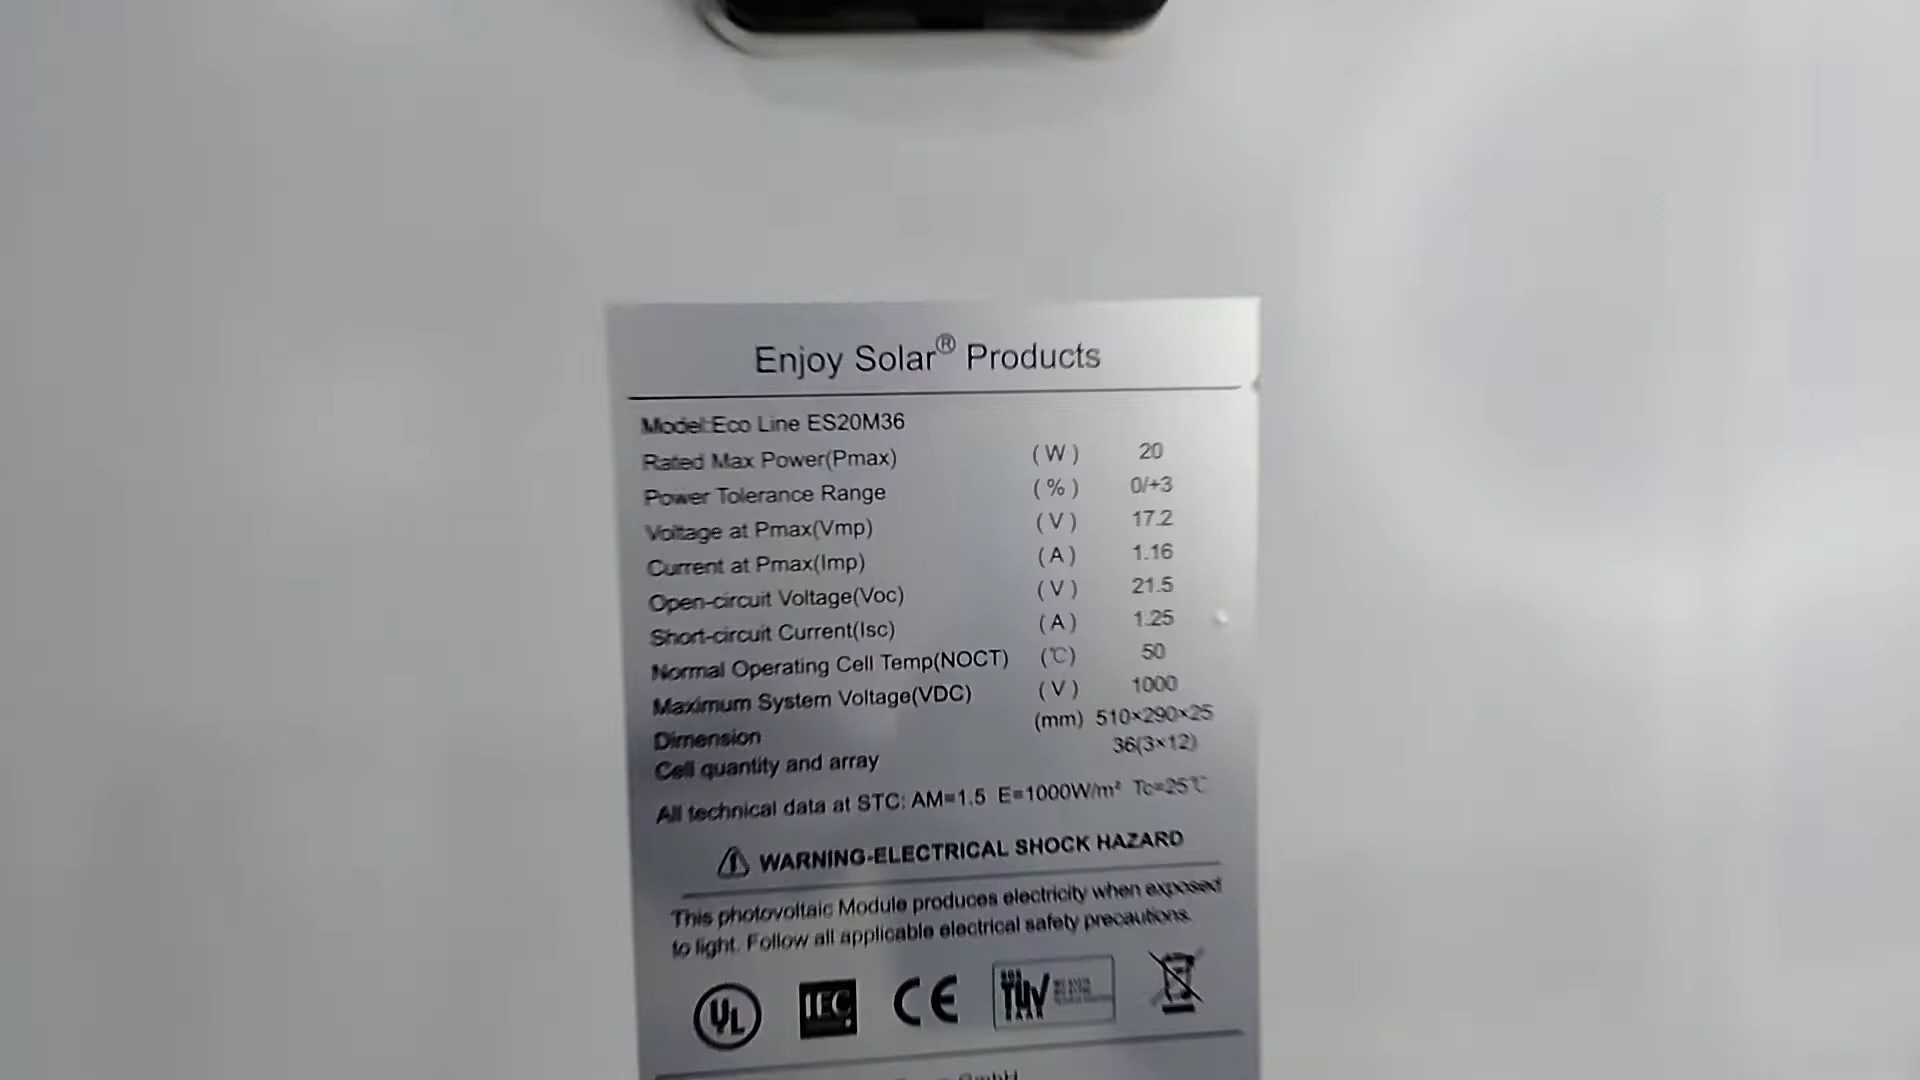 Enjoy Solar® Products
Model:Eco Line ES20M36
Rated Max Power(Pmax) (W) 20
Power Tolerance Range (%) 0/+3
Voltage at Pmax(Vmp) (V) 17.2
Current at Pmax(Imp) (A) 1.16
Open-circuit Voltage(Voc) (V) 21.5
Short-circuit Current(Isc) (A) 1.25
Normal Operating Cell Temp(NOCT) (℃) 50
Maximum System Voltage(VDC) (V) 1000
Dimension (mm) 510×290×25
Cell quantity and array 36(3×12)
All technical data at STC: AM=1.5 E=1000W/m² Tc=25℃
WARNING-ELECTRICAL SHOCK HAZARD
This photovoltaic Module produces electricity when exposed
to light. Follow all applicable electrical safety precautions.
UL IEC CE TÜV
GmbH